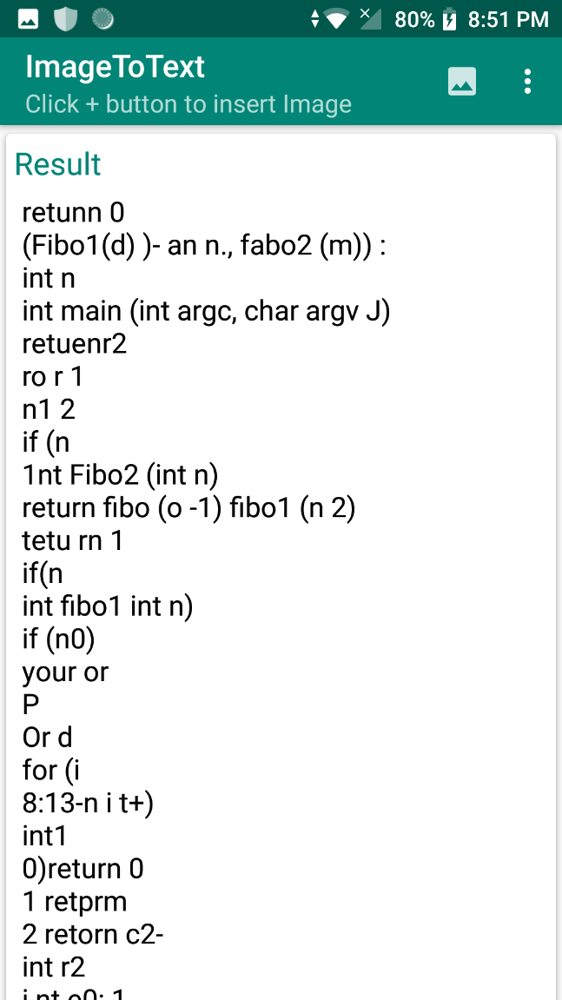 80% 8:51 PM
ImageToText
Click + button to insert Image
Result
retunn 0
(Fibo1(d) )- an n., fabo2 (m)) :
int n
int main (int argc, char argv J)
retuenr2
ro r 1
n1 2
if (n
1nt Fibo2 (int n)
return fibo (o -1) fibo1 (n 2)
tetu rn 1
if(n
int fibo1 int n)
if (n0)
your or
P
Or d
for (i
8:13-n i t+)
int1
0)return 0
1 retprm
2 retorn c2-
int r2